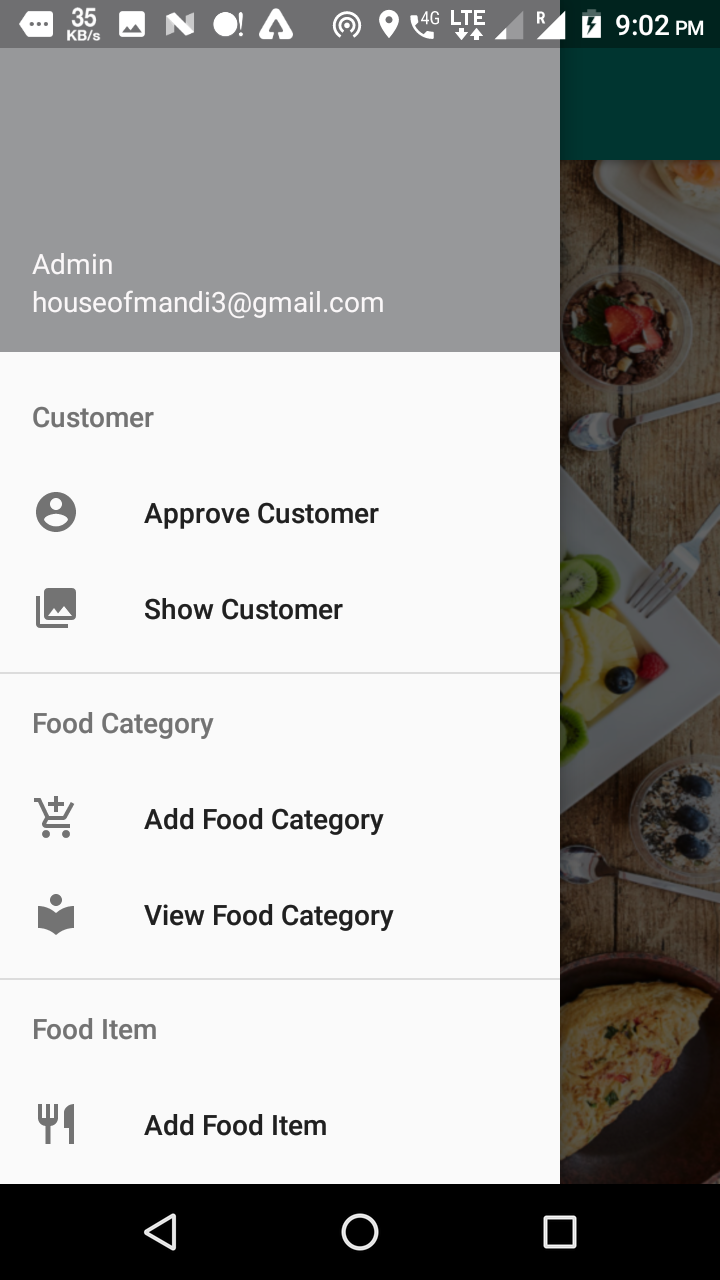 35
KB/s
4G
LTE
R
9:02 PM
Admin
houseofmandi3@gmail.com
Customer
Approve Customer
Show Customer
Food Category
Add Food Category
View Food Category
Food Item
Add Food Item